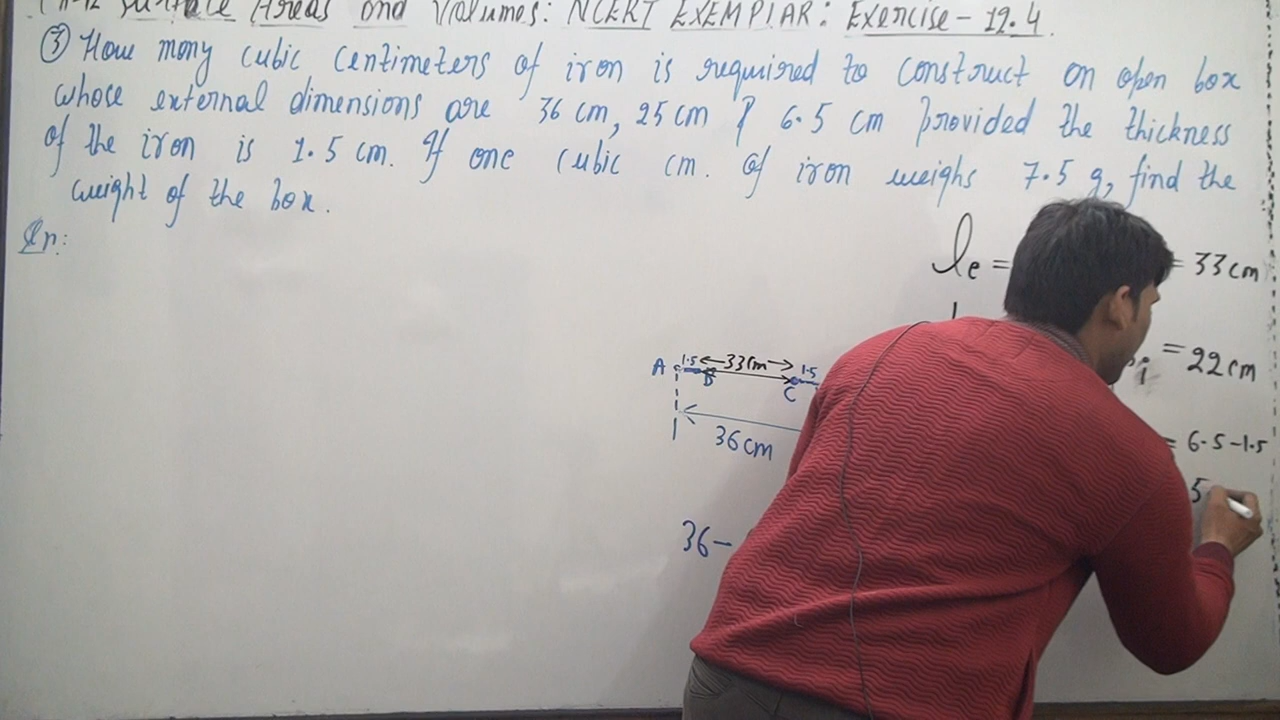 Surface Areas and Volumes: NCERT EXEMPLAR: Exercise - 12.4
③ How many cubic centimeters of iron is required to construct an open box
whose external dimensions are 36 cm, 25 cm & 6.5 cm provided the thickness
of the iron is 1.5 cm. If one cubic cm. of iron weighs 7.5 g, find the
weight of the box.
Sn:
le = = 33 cm
i = 22 cm
A 1.5 33cm 1.5
B C
= 6.5-1.5
36 cm
5
36-